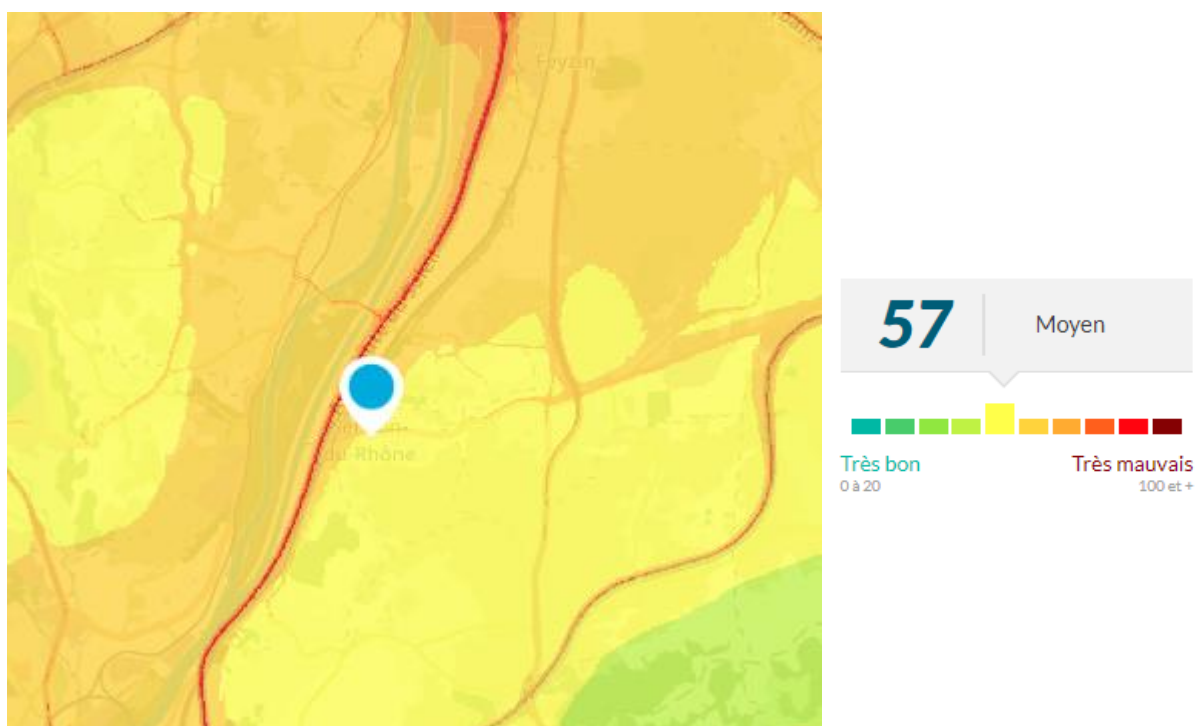 Feyzin
du-Rhône
57
Moyen
Très bon
Très mauvais
0 à 20
100 et +